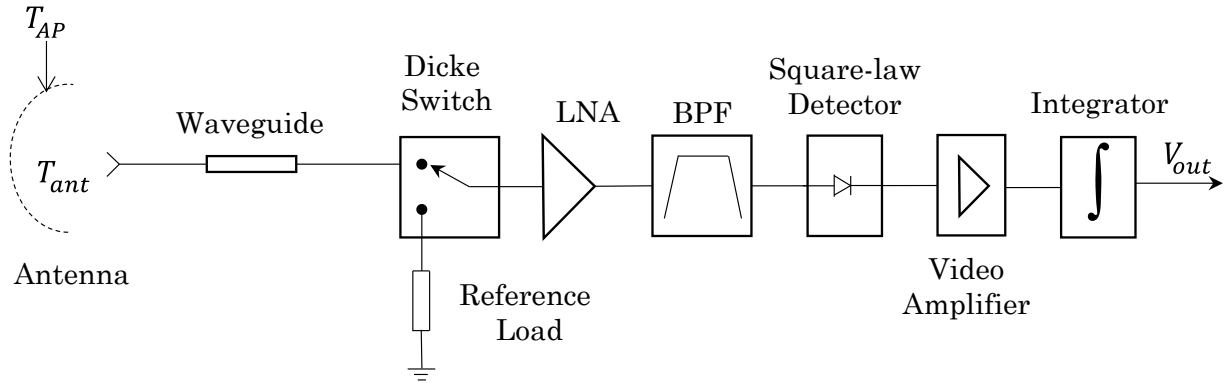 T_AP
T_ant
Antenna
Waveguide
Dicke
Switch
Reference
Load
LNA
BPF
Square-law
Detector
Video
Amplifier
Integrator
V_out